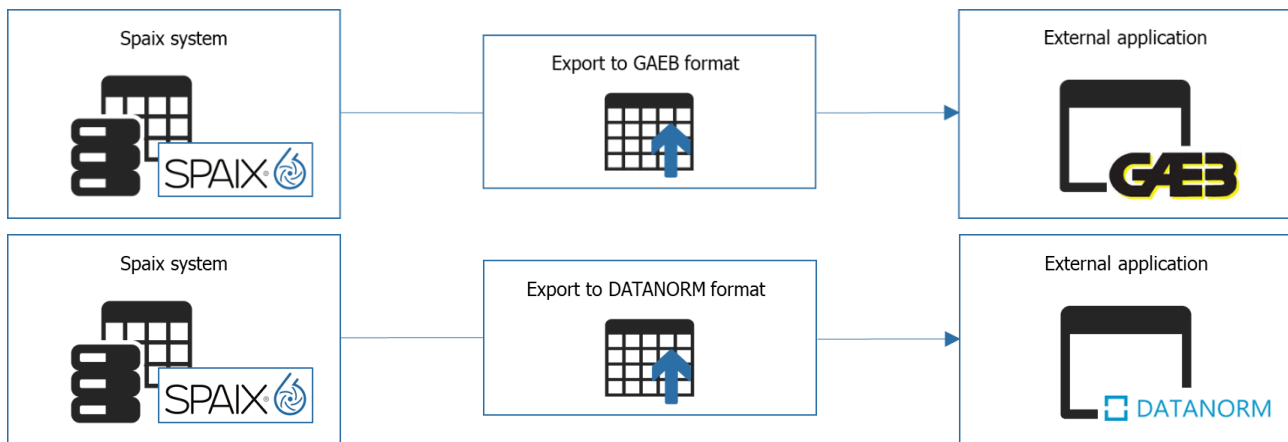 Spaix system
Export to GAEB format
External application
SPAIX®
GAEB
Spaix system
Export to DATANORM format
External application
SPAIX®
DATANORM